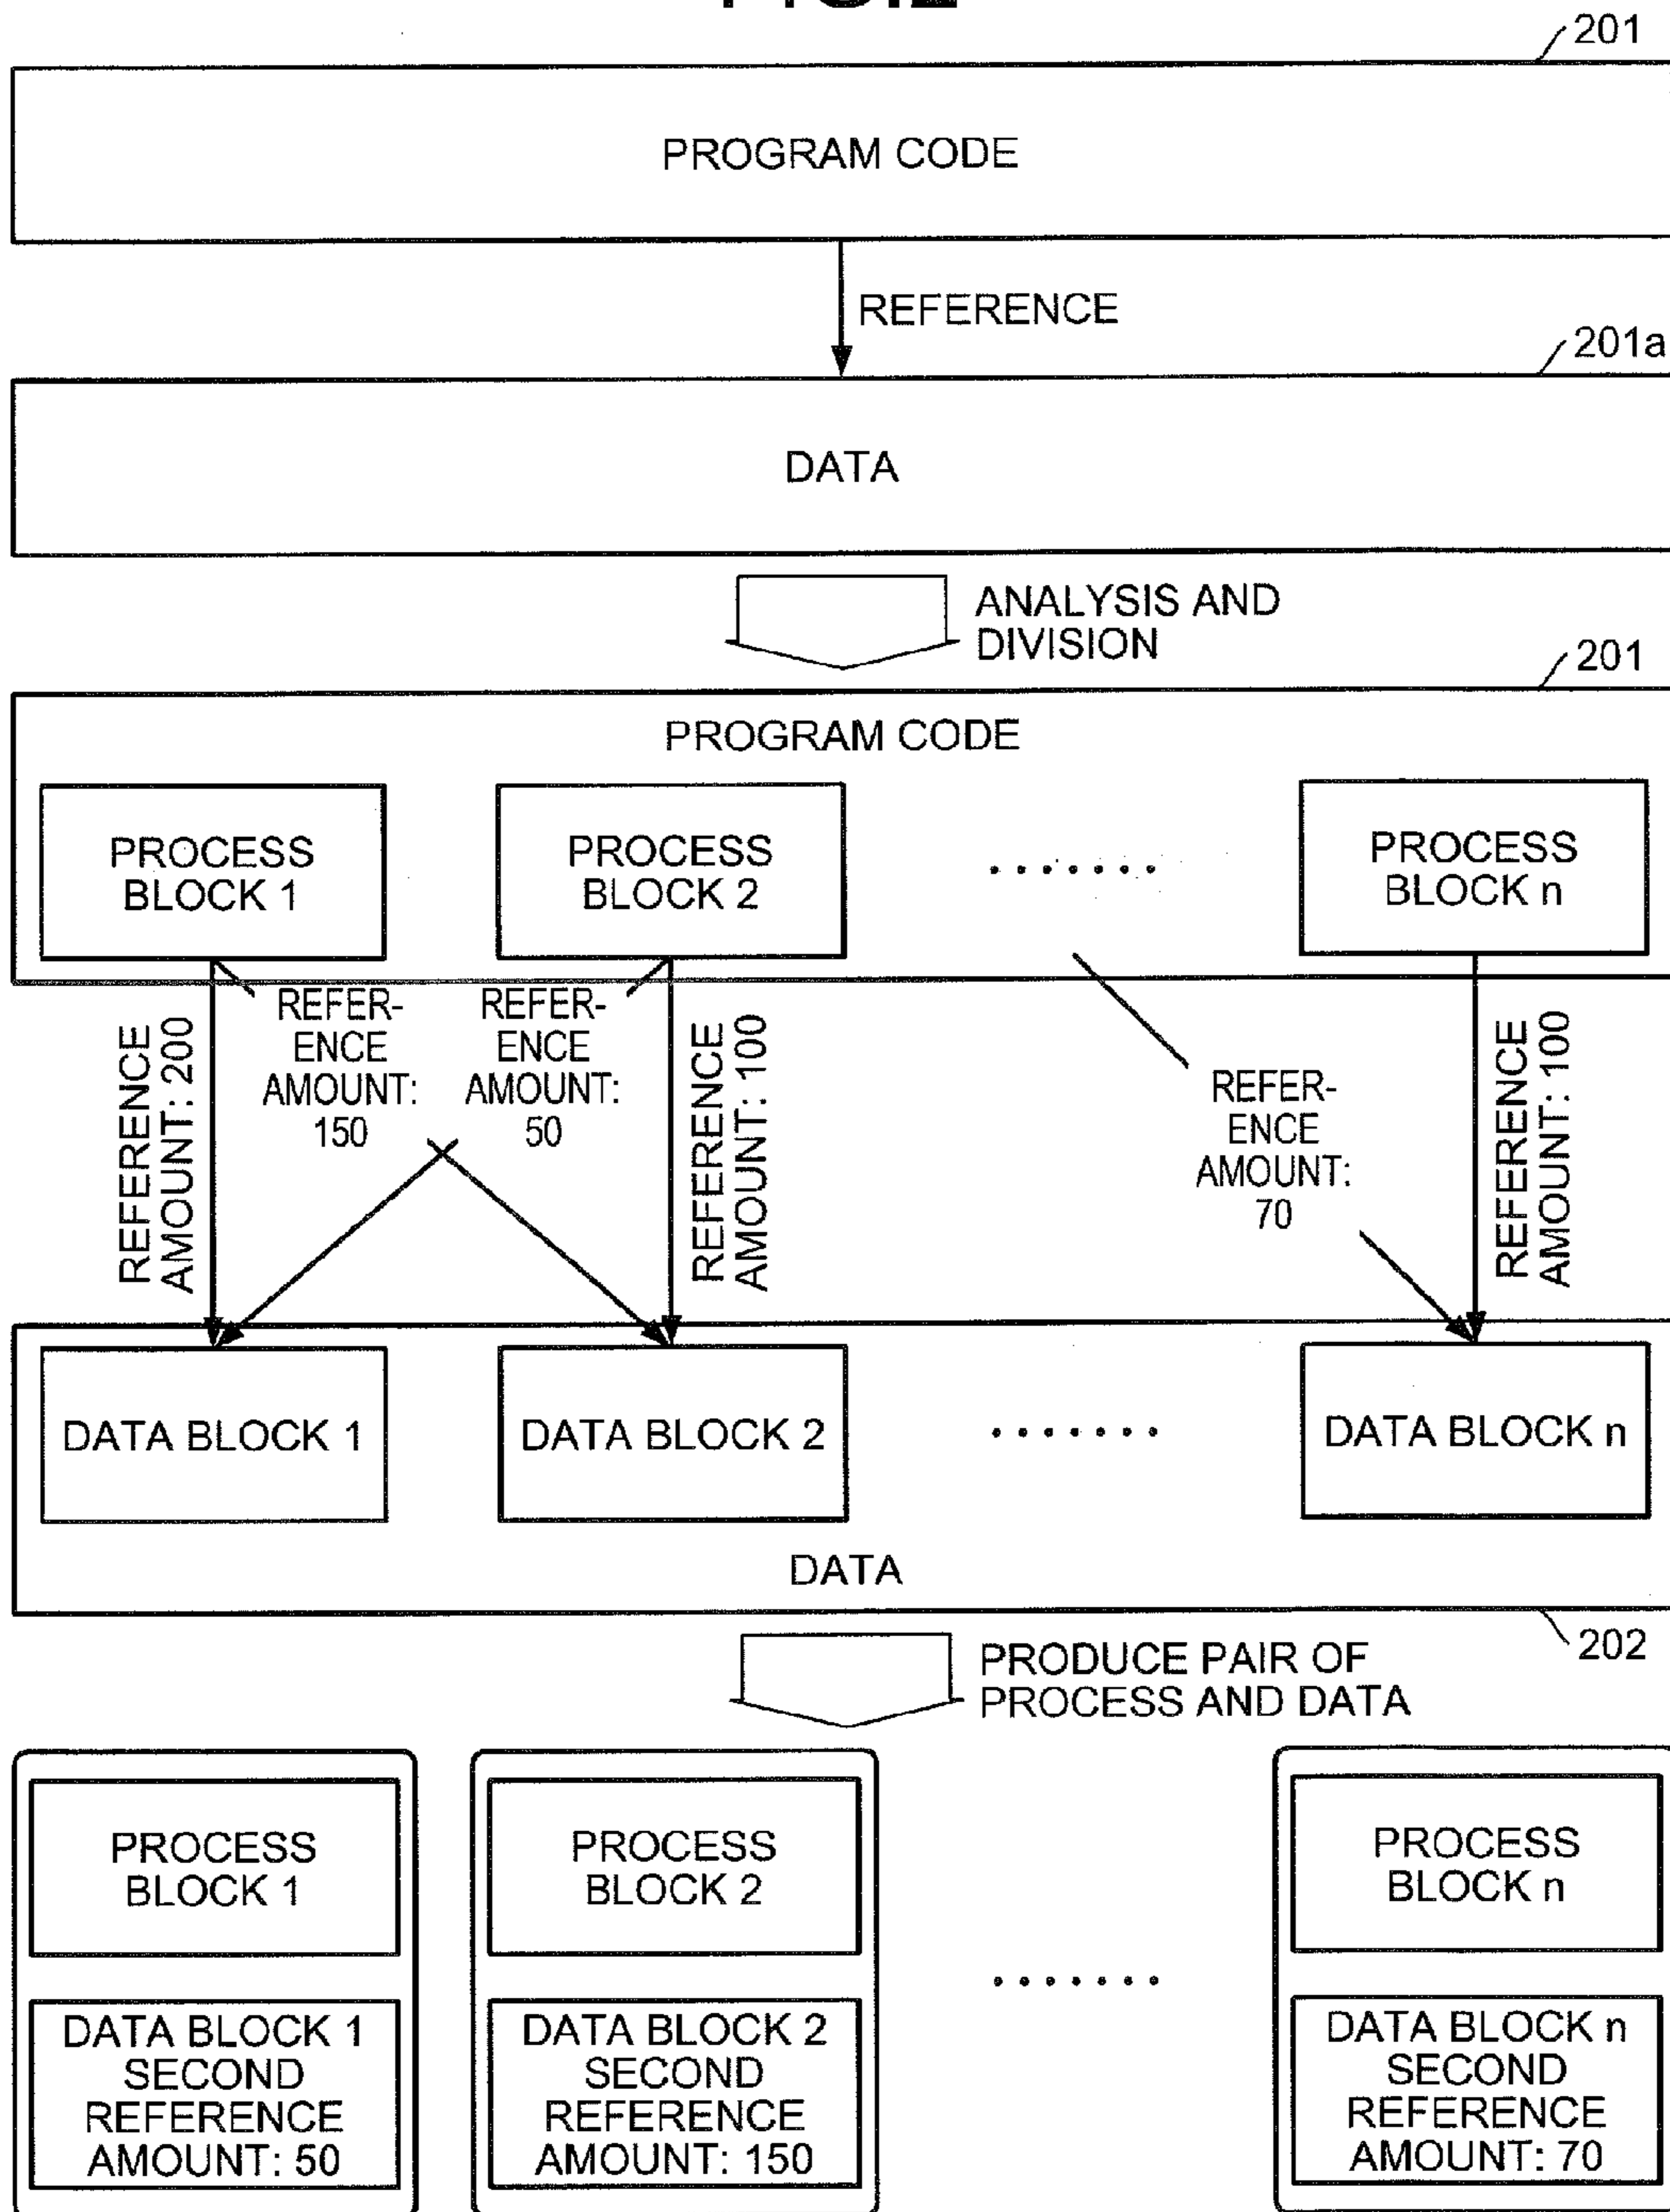 FIG.2
201
PROGRAM CODE
REFERENCE
201a
DATA
ANALYSIS AND
DIVISION
201
PROGRAM CODE
PROCESS
BLOCK 1
PROCESS
BLOCK 2
.......
PROCESS
BLOCK n
REFERENCE
AMOUNT: 200
REFER-
ENCE
AMOUNT:
150
REFER-
ENCE
AMOUNT:
50
REFERENCE
AMOUNT: 100
REFER-
ENCE
AMOUNT:
70
REFERENCE
AMOUNT: 100
DATA BLOCK 1
DATA BLOCK 2
.......
DATA BLOCK n
DATA
202
PRODUCE PAIR OF
PROCESS AND DATA
PROCESS
BLOCK 1
DATA BLOCK 1
SECOND
REFERENCE
AMOUNT: 50
PROCESS
BLOCK 2
DATA BLOCK 2
SECOND
REFERENCE
AMOUNT: 150
.......
PROCESS
BLOCK n
DATA BLOCK n
SECOND
REFERENCE
AMOUNT: 70